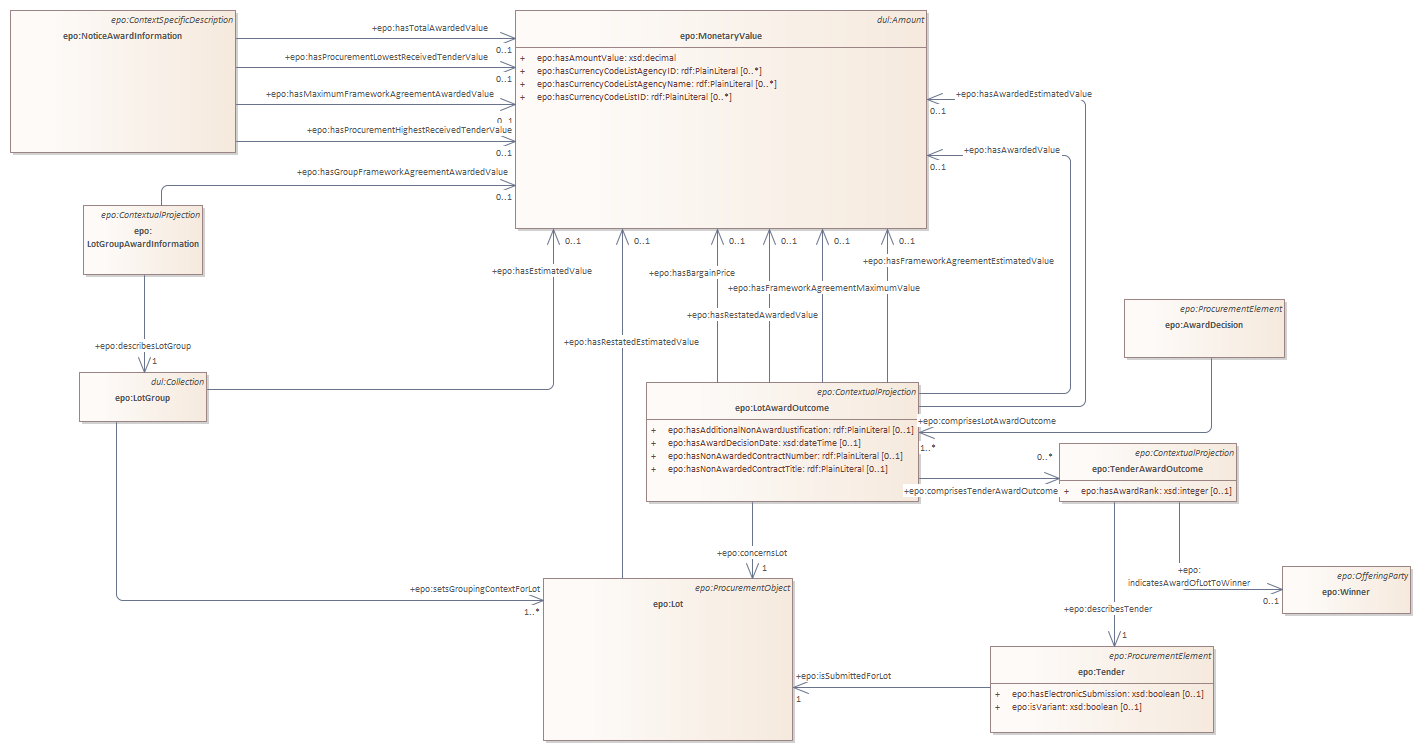 epo:ContextSpecificDescription
epo:NoticeAwardInformation
+epo:hasTotalAwardedValue
0..1
+epo:hasProcurementLowestReceivedTenderValue
0..1
+epo:hasMaximumFrameworkAgreementAwardedValue
0..1
+epo:hasProcurementHighestReceivedTenderValue
0..1
+epo:hasGroupFrameworkAgreementAwardedValue
0..1
dul:Amount
epo:MonetaryValue
+ epo:hasAmountValue: xsd:decimal
+ epo:hasCurrencyCodeListAgencyID: rdf:PlainLiteral [0..*]
+ epo:hasCurrencyCodeListAgencyName: rdf:PlainLiteral [0..*]
+ epo:hasCurrencyCodeListID: rdf:PlainLiteral [0..*]
+epo:hasAwardedEstimatedValue
0..1
+epo:hasAwardedValue
0..1
epo:ContextualProjection
epo:
LotGroupAwardInformation
0..1
0..1
0..1
0..1
0..1
0..1
+epo:hasEstimatedValue
+epo:hasBargainPrice
+epo:hasFrameworkAgreementEstimatedValue
+epo:hasFrameworkAgreementMaximumValue
+epo:hasRestatedAwardedValue
+epo:hasRestatedEstimatedValue
epo:ProcurementElement
epo:AwardDecision
+epo:describesLotGroup
1
dul:Collection
epo:LotGroup
epo:ContextualProjection
epo:LotAwardOutcome
+ epo:hasAdditionalNonAwardJustification: rdf:PlainLiteral [0..1]
+ epo:hasAwardDecisionDate: xsd:dateTime [0..1]
+ epo:hasNonAwardedContractNumber: rdf:PlainLiteral [0..1]
+ epo:hasNonAwardedContractTitle: rdf:PlainLiteral [0..1]
+epo:comprisesLotAwardOutcome
1..*
0..*
+epo:comprisesTenderAwardOutcome
epo:ContextualProjection
epo:TenderAwardOutcome
+ epo:hasAwardRank: xsd:integer [0..1]
+epo:concernsLot
1
+epo:
indicatesAwardOfLotToWinner
0..1
epo:OfferingParty
epo:Winner
+epo:setsGroupingContextForLot
1..*
epo:ProcurementObject
epo:Lot
+epo:describesTender
1
epo:ProcurementElement
epo:Tender
+ epo:hasElectronicSubmission: xsd:boolean [0..1]
+ epo:isVariant: xsd:boolean [0..1]
+epo:isSubmittedForLot
1